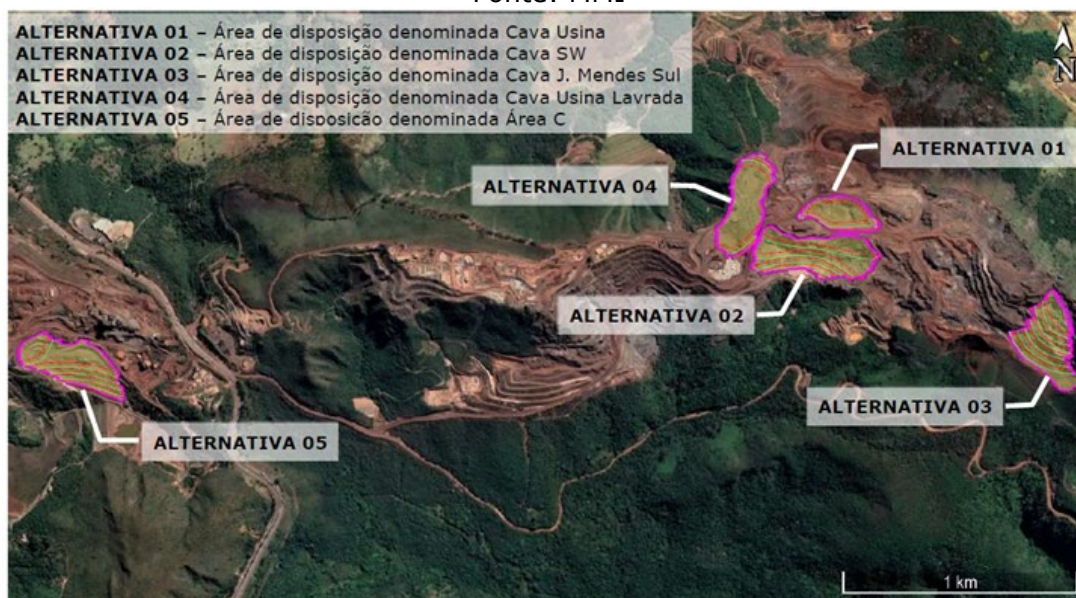 ALTERNATIVA 01 – Área de disposição denominada Cava Usina
ALTERNATIVA 02 – Área de disposição denominada Cava SW
ALTERNATIVA 03 – Área de disposição denominada Cava J. Mendes Sul
ALTERNATIVA 04 – Área de disposição denominada Cava Usina Lavrada
ALTERNATIVA 05 – Área de disposição denominada Área C
N
ALTERNATIVA 01
ALTERNATIVA 04
ALTERNATIVA 02
ALTERNATIVA 03
ALTERNATIVA 05
1 km